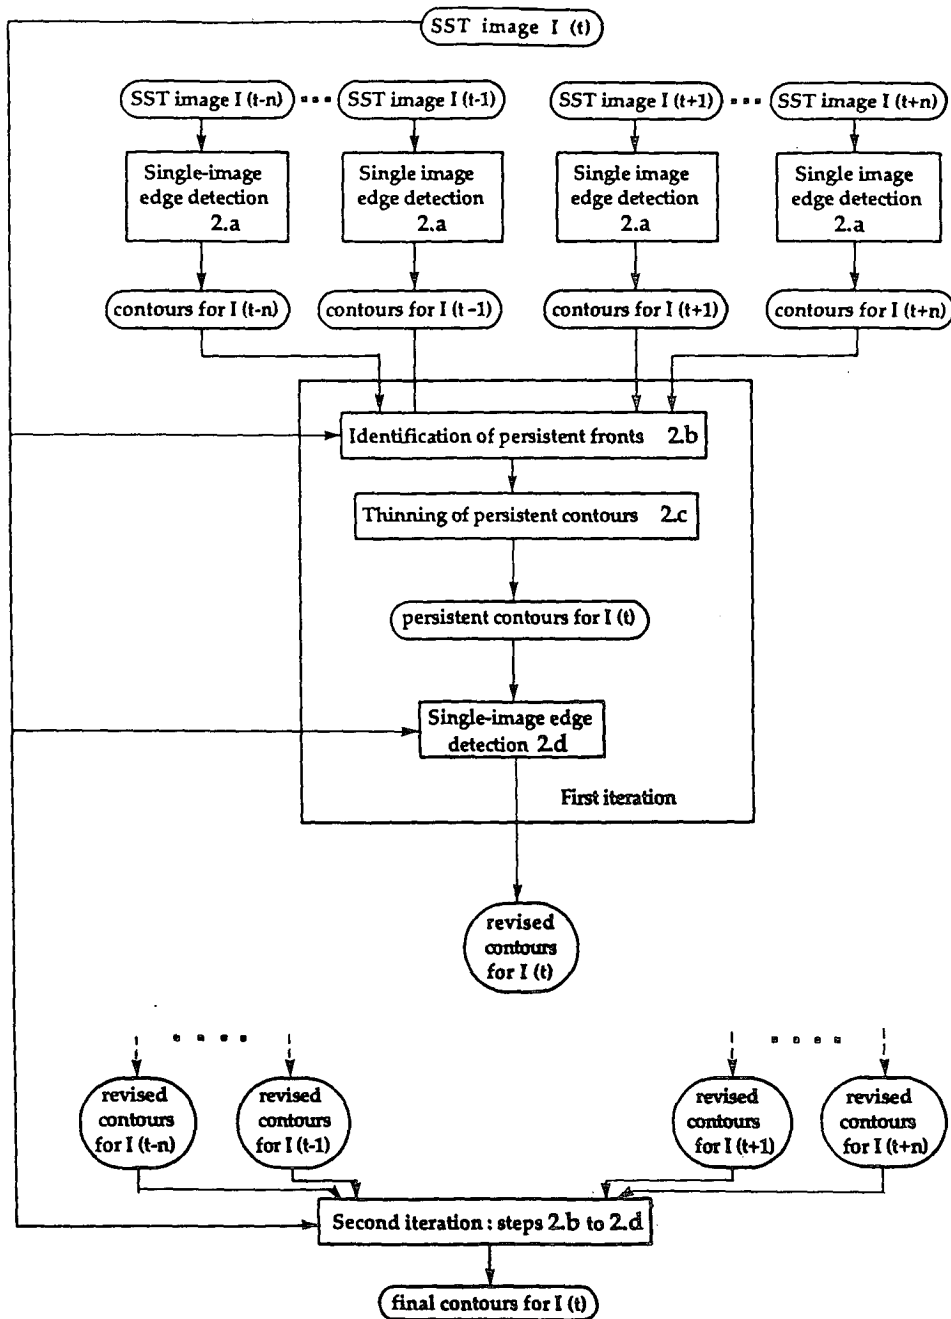 SST image I (t)
SST image I (t-n)
SST image I (t-1)
SST image I (t+1)
SST image I (t+n)
Single-image
edge detection
2.a
Single image
edge detection
2.a
Single image
edge detection
2.a
Single image
edge detection
2.a
contours for I (t-n)
contours for I (t-1)
contours for I (t+1)
contours for I (t+n)
Identification of persistent fronts 2.b
Thinning of persistent contours 2.c
persistent contours for I (t)
Single-image edge
detection 2.d
First iteration
revised
contours
for I (t)
revised
contours
for I (t-n)
revised
contours
for I (t-1)
revised
contours
for I (t+1)
revised
contours
for I (t+n)
Second iteration : steps 2.b to 2.d
final contours for I (t)